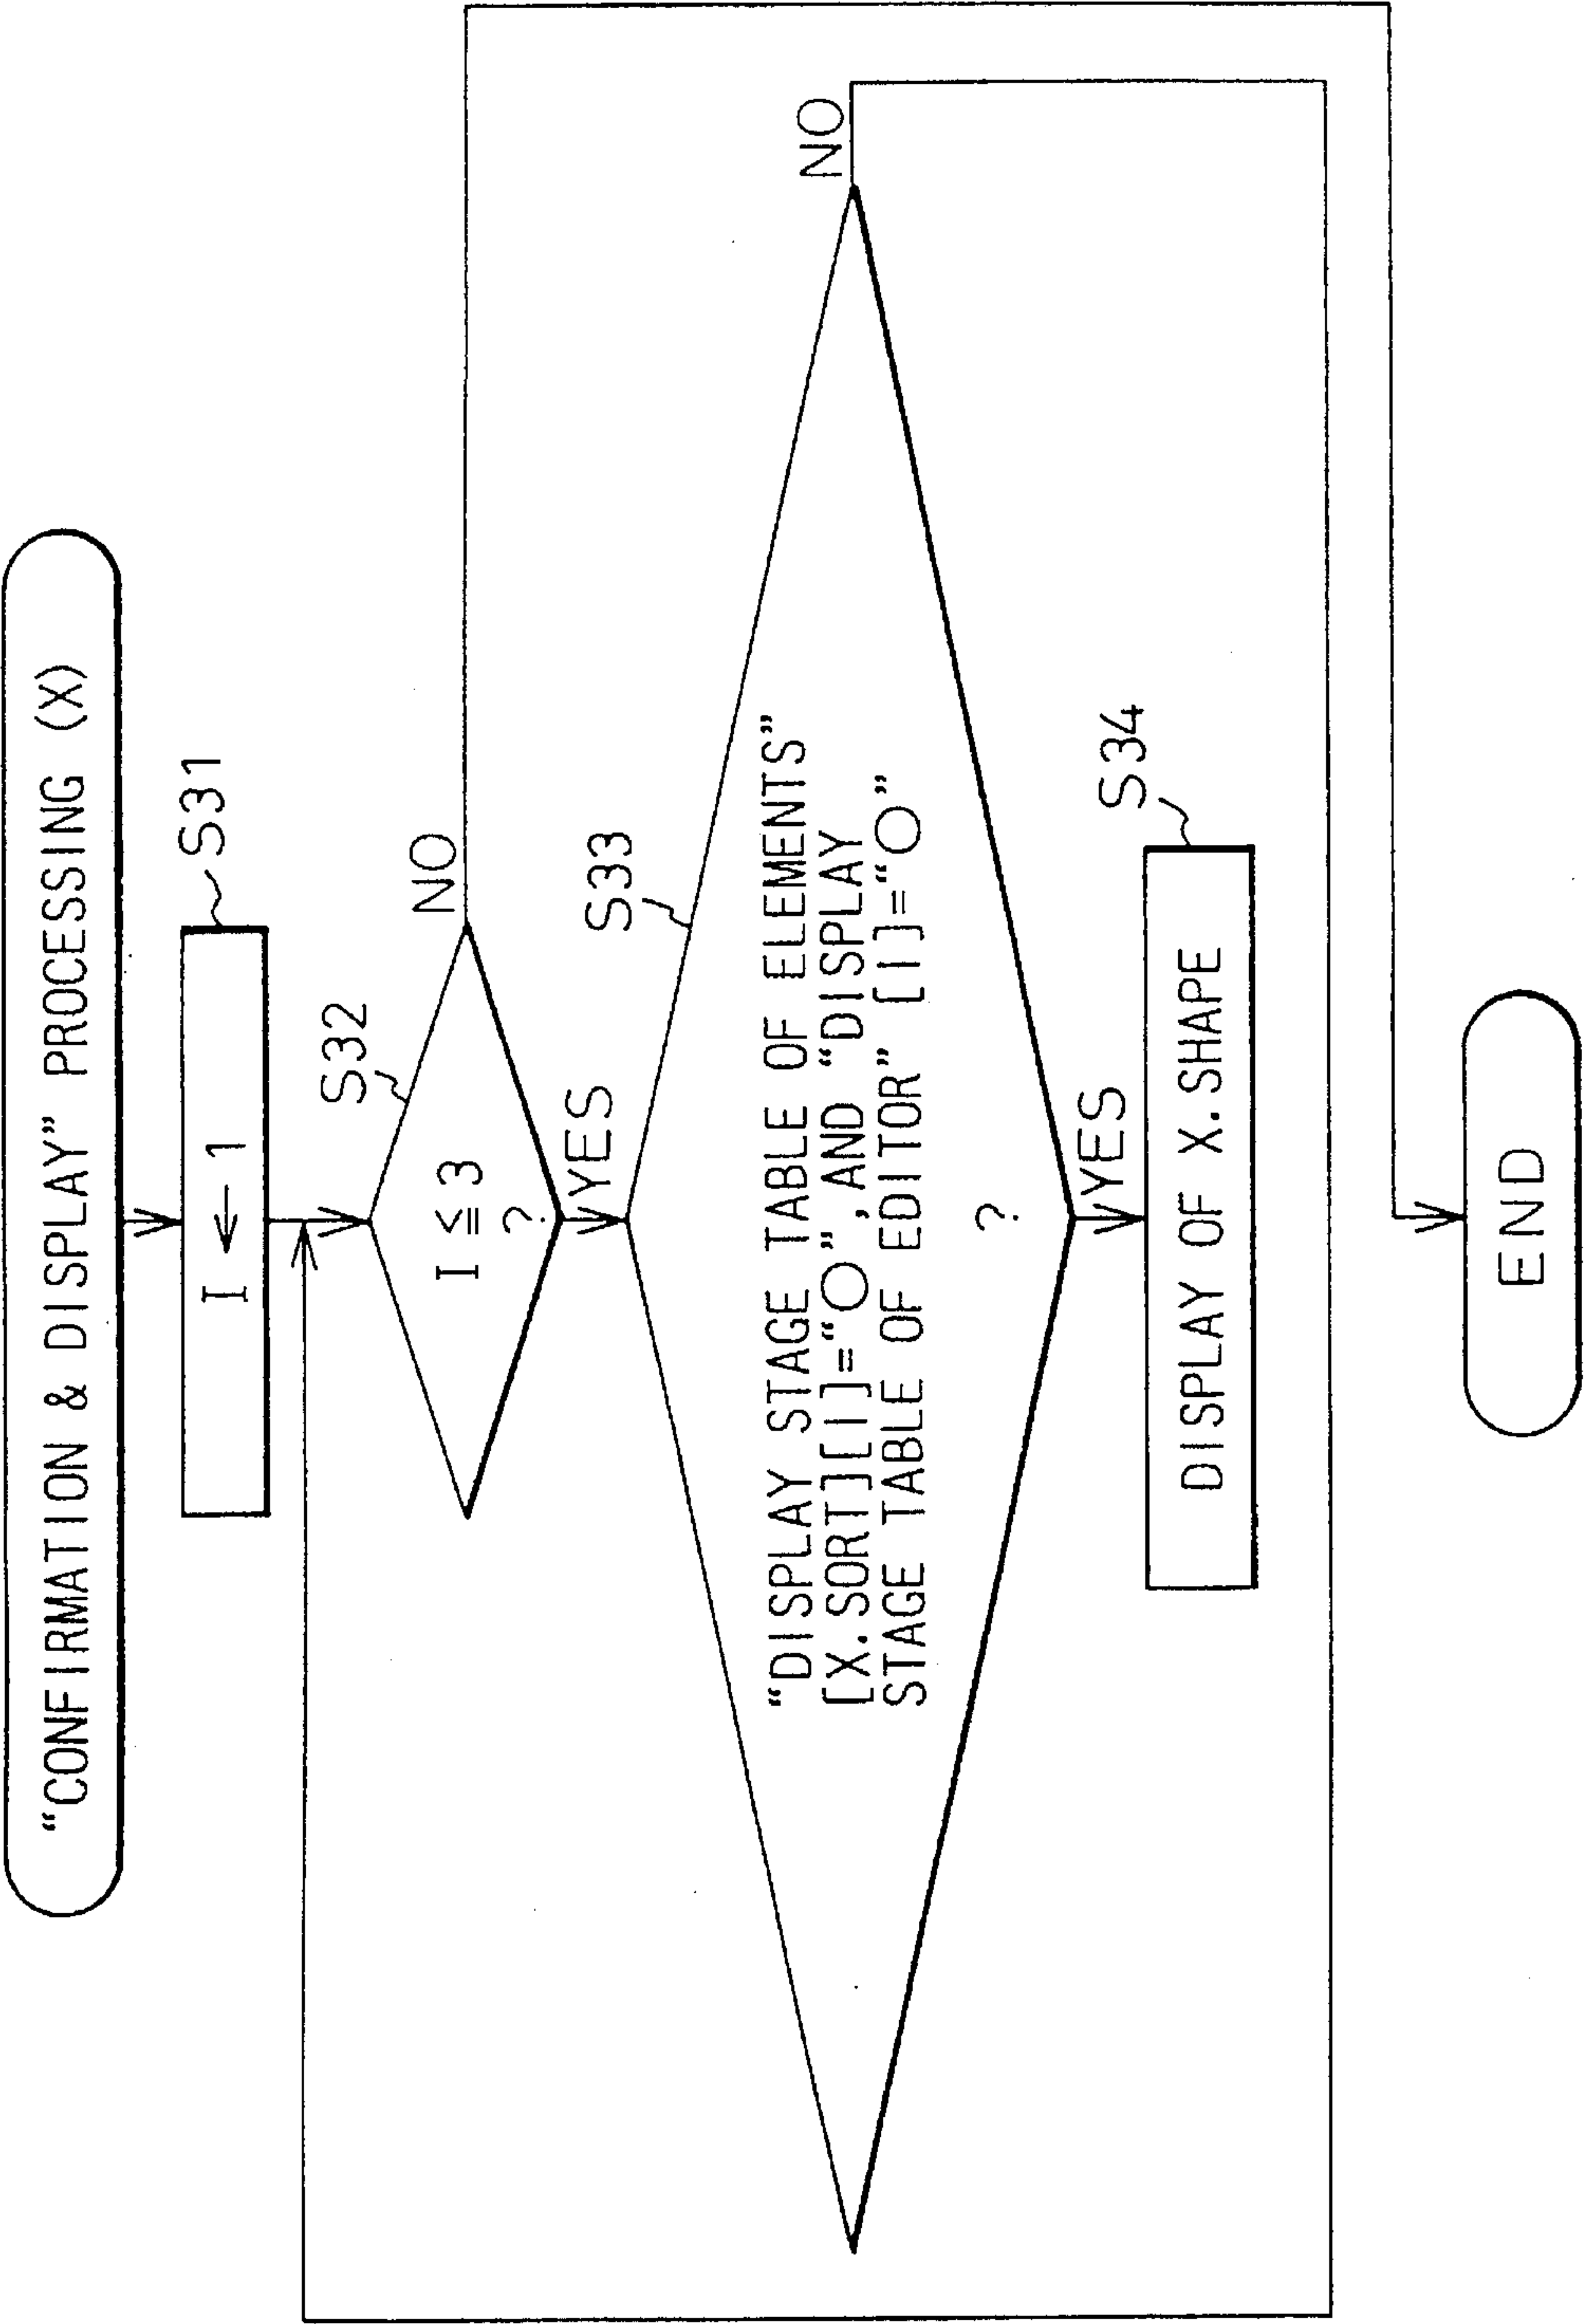 “CONFIRMATION & DISPLAY” PROCESSING (X)
S31
I ← 1
S32
I ≦ 3
?
NO
YES
S33
“DISPLAY STAGE TABLE OF ELEMENTS”
[X.SORT][I]=“○”,AND “DISPLAY
STAGE TABLE OF EDITOR” [I]=“○”
?
NO
YES
S34
DISPLAY OF X.SHAPE
END